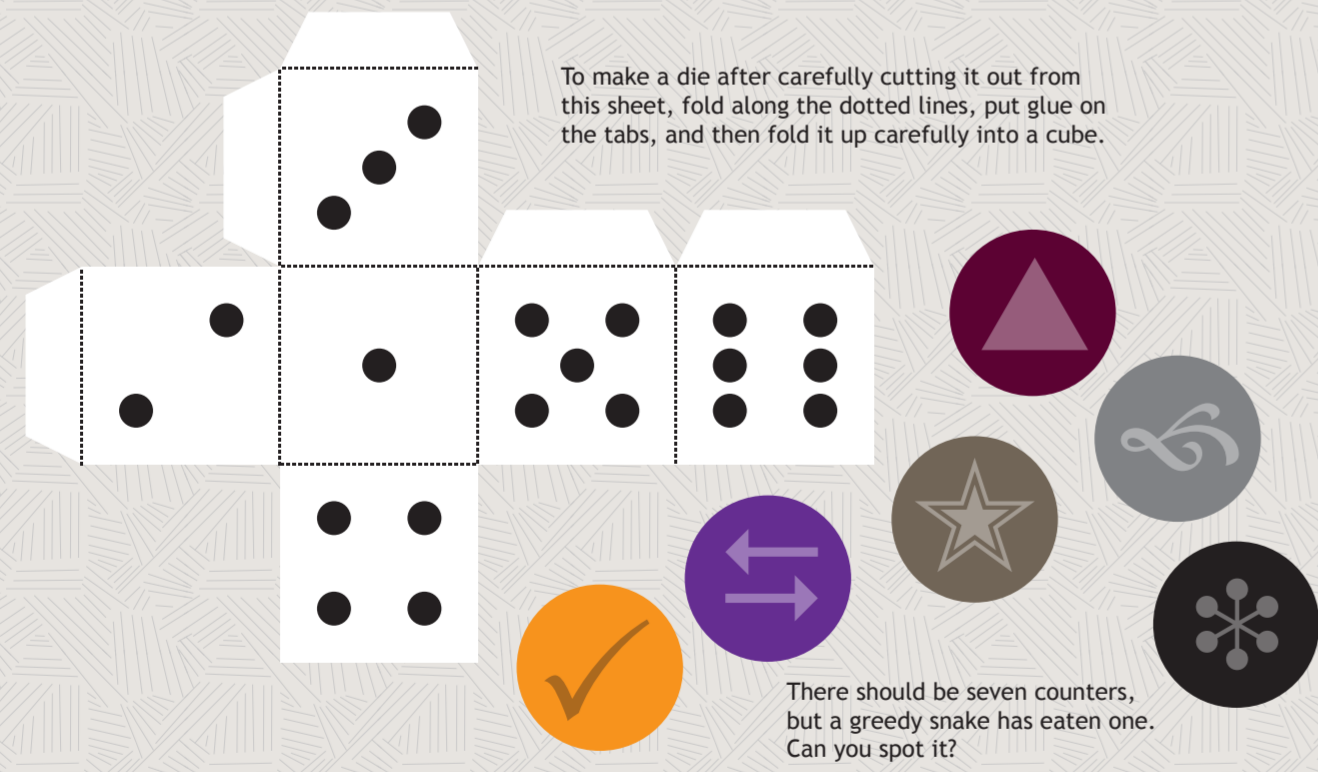 To make a die after carefully cutting it out from
this sheet, fold along the dotted lines, put glue on
the tabs, and then fold it up carefully into a cube.
There should be seven counters,
but a greedy snake has eaten one.
Can you spot it?